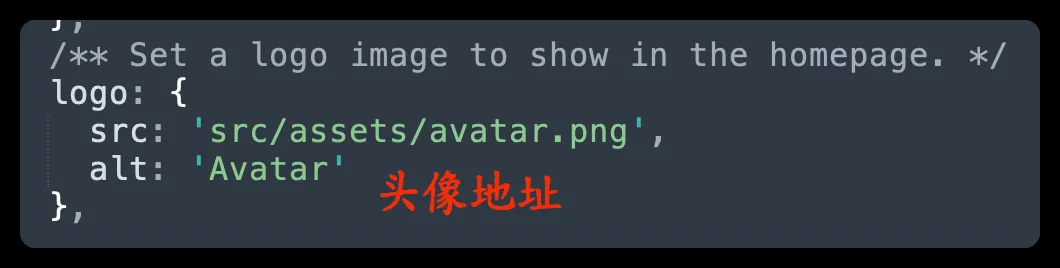 },
/** Set a logo image to show in the homepage. */
logo: {
  src: 'src/assets/avatar.png',
  alt: 'Avatar'
头像地址
},